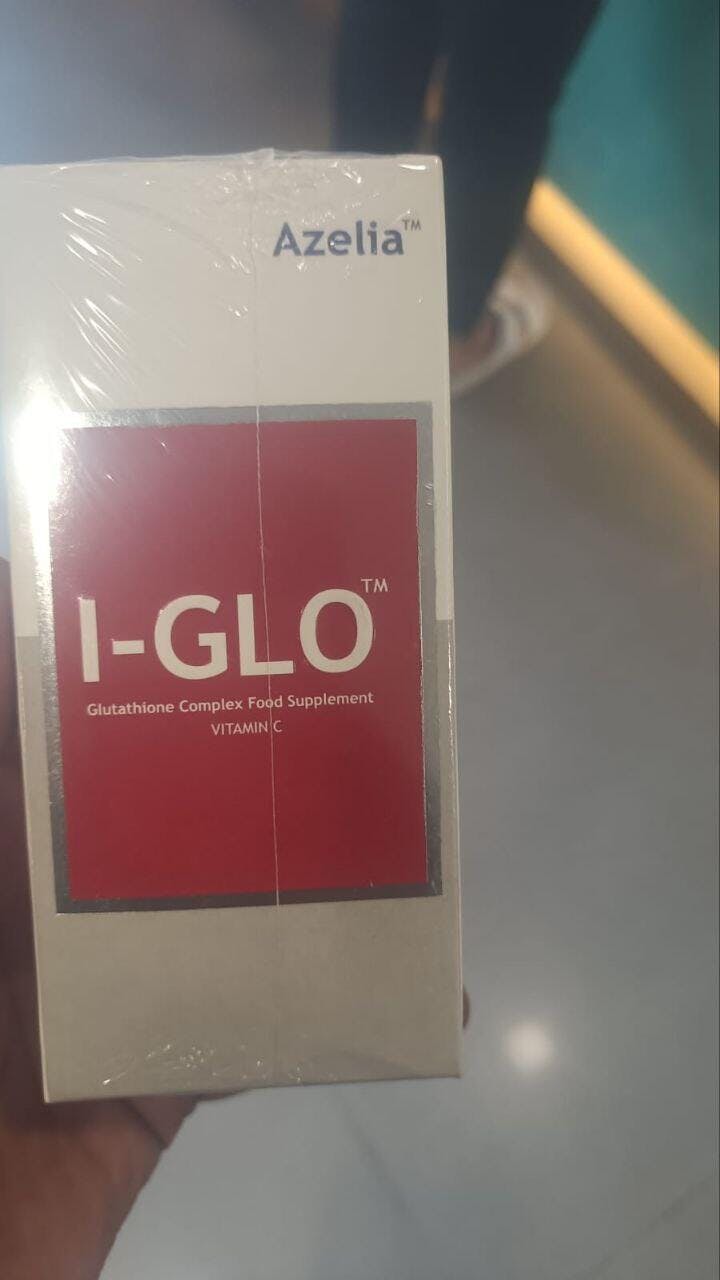 Azelia™
I-GLO™
Glutathione Complex Food Supplement
VITAMIN C